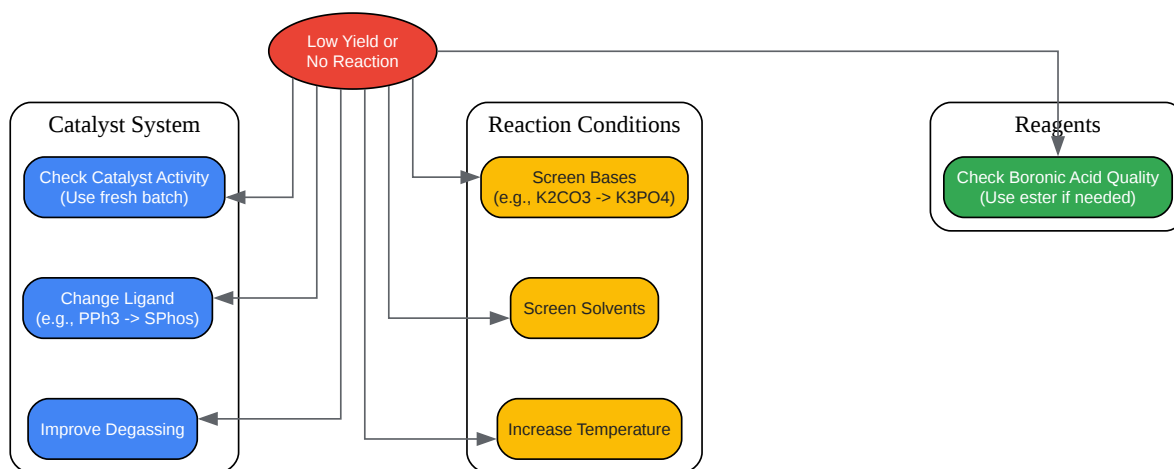 Low Yield or
No Reaction
Catalyst System
Check Catalyst Activity
(Use fresh batch)
Change Ligand
(e.g., PPh3 -> SPhos)
Improve Degassing
Reaction Conditions
Screen Bases
(e.g., K2CO3 -> K3PO4)
Screen Solvents
Increase Temperature
Reagents
Check Boronic Acid Quality
(Use ester if needed)